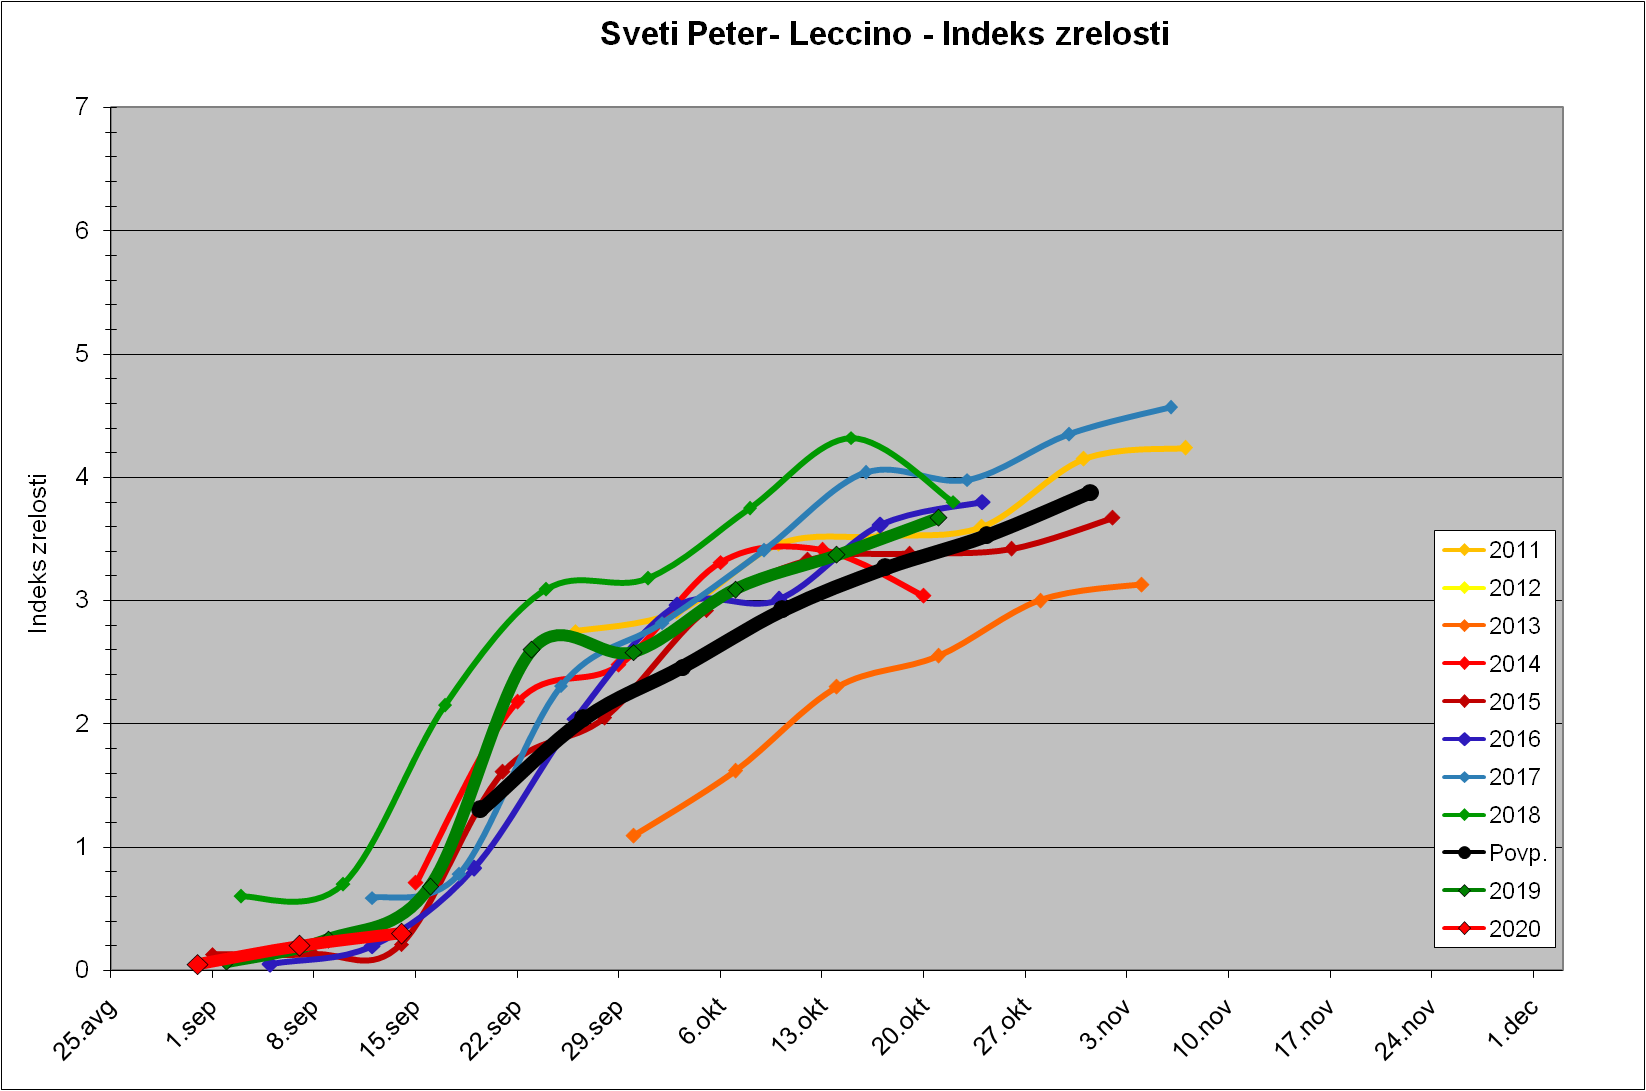 Sveti Peter- Leccino - Indeks zrelosti
Indeks zrelosti
7
6
5
4
3
2
1
0
25.avg
1.sep
8.sep
15.sep
22.sep
29.sep
6.okt
13.okt
20.okt
27.okt
3.nov
10.nov
17.nov
24.nov
1.dec
2011
2012
2013
2014
2015
2016
2017
2018
Povp.
2019
2020